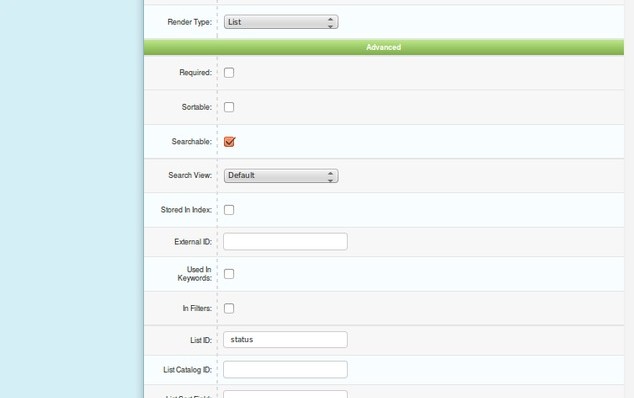 Render Type: List
Advanced
Required:
Sortable:
Searchable:
Search View: Default
Stored In Index:
External ID:
Used In
Keywords:
In Filters:
List ID: status
List Catalog ID: